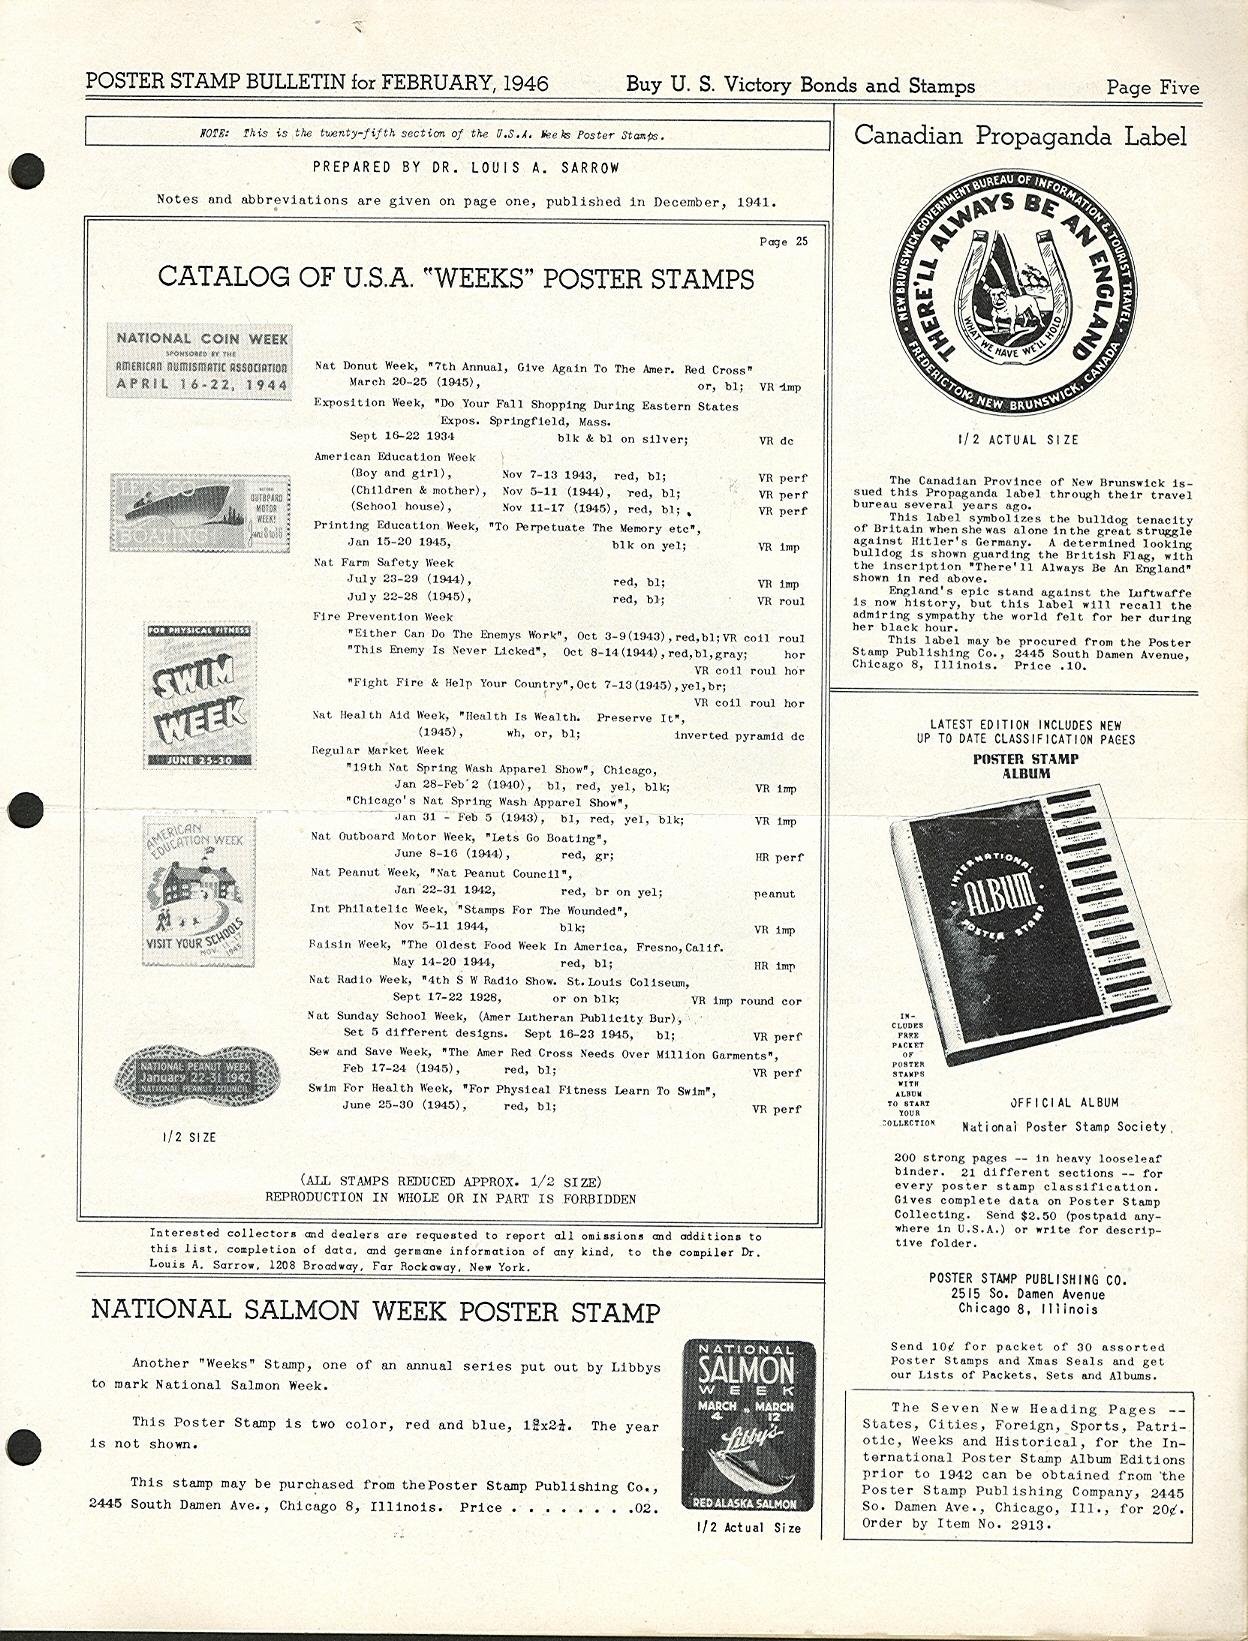 POSTER STAMP BULLETIN for FEBRUARY, 1946 Buy U. S. Victory Bonds and Stamps Page Five
NOTE: This is the twenty-fifth section of the U.S.A. Weeks Poster Stamps.
PREPARED BY DR. LOUIS A. SARROW
Notes and abbreviations are given on page one, published in December, 1941.
Page 25
CATALOG OF U.S.A. "WEEKS" POSTER STAMPS
NATIONAL COIN WEEK
SPONSORED BY THE
AMERICAN NUMISMATIC ASSOCIATION
APRIL 16-22, 1944
LET'S GO
BOATING!
NATIONAL
OUTBOARD
MOTOR
WEEK!
June 8 to 16
FOR PHYSICAL FITNESS
SWIM
WEEK
JUNE 25-30
AMERICAN
EDUCATION WEEK
VISIT YOUR SCHOOLS
NOV. 1945
NATIONAL PEANUT WEEK
January 22-31 1942
NATIONAL PEANUT COUNCIL
1/2 SIZE
Nat Donut Week, "7th Annual, Give Again To The Amer. Red Cross"
March 20-25 (1945), or, bl; VR imp
Exposition Week, "Do Your Fall Shopping During Eastern States
Expos. Springfield, Mass.
Sept 16-22 1934 blk & bl on silver; VR dc
American Education Week
(Boy and girl), Nov 7-13 1943, red, bl; VR perf
(Children & mother), Nov 5-11 (1944), red, bl; VR perf
(School house), Nov 11-17 (1945), red, bl; VR perf
Printing Education Week, "To Perpetuate The Memory etc",
Jan 15-20 1945, blk on yel; VR imp
Nat Farm Safety Week
July 23-29 (1944), red, bl; VR imp
July 22-28 (1945), red, bl; VR roul
Fire Prevention Week
"Either Can Do The Enemys Work", Oct 3-9(1943),red,bl;VR coil roul
"This Enemy Is Never Licked", Oct 8-14(1944),red,bl,gray; hor
VR coil roul hor
"Fight Fire & Help Your Country",Oct 7-13(1945),yel,br;
VR coil roul hor
Nat Health Aid Week, "Health Is Wealth. Preserve It",
(1945), wh, or, bl; inverted pyramid dc
Regular Market Week
"19th Nat Spring Wash Apparel Show", Chicago,
Jan 28-Feb 2 (1940), bl, red, yel, blk; VR imp
"Chicago's Nat Spring Wash Apparel Show",
Jan 31 - Feb 5 (1943), bl, red, yel, blk; VR imp
Nat Outboard Motor Week, "Lets Go Boating",
June 8-16 (1944), red, gr; HR perf
Nat Peanut Week, "Nat Peanut Council",
Jan 22-31 1942, red, br on yel; peanut
Int Philatelic Week, "Stamps For The Wounded",
Nov 5-11 1944, blk; VR imp
Raisin Week, "The Oldest Food Week In America, Fresno,Calif.
May 14-20 1944, red, bl; HR imp
Nat Radio Week, "4th S W Radio Show. St.Louis Coliseum,
Sept 17-22 1928, or on blk; VR imp round cor
Nat Sunday School Week, (Amer Lutheran Publicity Bur),
Set 5 different designs. Sept 16-23 1945, bl; VR perf
Sew and Save Week, "The Amer Red Cross Needs Over Million Garments",
Feb 17-24 (1945), red, bl; VR perf
Swim For Health Week, "For Physical Fitness Learn To Swim",
June 25-30 (1945), red, bl; VR perf
(ALL STAMPS REDUCED APPROX. 1/2 SIZE)
REPRODUCTION IN WHOLE OR IN PART IS FORBIDDEN
Interested collectors and dealers are requested to report all omissions and additions to
this list, completion of data, and germane information of any kind, to the compiler Dr.
Louis A. Sarrow, 1208 Broadway, Far Rockaway, New York.
NATIONAL SALMON WEEK POSTER STAMP
Another "Weeks" Stamp, one of an annual series put out by Libbys
to mark National Salmon Week.
This Poster Stamp is two color, red and blue, The year
is not shown.
This stamp may be purchased from the Poster Stamp Publishing Co.,
2445 South Damen Ave., Chicago 8, Illinois. Price . . . . . . . .02.
NATIONAL
SALMON
WEEK
MARCH 4 MARCH 12
Libby's
RED ALASKA SALMON
1/2 Actual Size
Canadian Propaganda Label
NEW BRUNSWICK GOVERNMENT BUREAU OF INFORMATION & TOURIST TRAVEL
FREDERICTON, NEW BRUNSWICK, CANADA
THERE'LL ALWAYS BE AN ENGLAND
WHAT WE HAVE WE'LL HOLD
1/2 ACTUAL SIZE
The Canadian Province of New Brunswick is-
sued this Propaganda label through their travel
bureau several years ago.
This label symbolizes the bulldog tenacity
of Britain when she was alone in the great struggle
against Hitler's Germany. A determined looking
bulldog is shown guarding the British Flag, with
the inscription "There'll Always Be An England"
shown in red above.
England's epic stand against the Luftwaffe
is now history, but this label will recall the
admiring sympathy the world felt for her during
her black hour.
This label may be procured from the Poster
Stamp Publishing Co., 2445 South Damen Avenue,
Chicago 8, Illinois. Price .10.
LATEST EDITION INCLUDES NEW
UP TO DATE CLASSIFICATION PAGES
POSTER STAMP
ALBUM
INTERNATIONAL
ALBUM
POSTER STAMP
IN-
CLUDES
FREE
PACKET
OF
POSTER
STAMPS
WITH
ALBUM
TO START
YOUR
COLLECTION
OFFICIAL ALBUM
National Poster Stamp Society
200 strong pages -- in heavy looseleaf
binder. 21 different sections -- for
every poster stamp classification.
Gives complete data on Poster Stamp
Collecting. Send $2.50 (postpaid any-
where in U.S.A.) or write for descrip-
tive folder.
POSTER STAMP PUBLISHING CO.
2515 So. Damen Avenue
Chicago 8, Illinois
Send 10¢ for packet of 30 assorted
Poster Stamps and Xmas Seals and get
our Lists of Packets, Sets and Albums.
The Seven New Heading Pages --
States, Cities, Foreign, Sports, Patri-
otic, Weeks and Historical, for the In-
ternational Poster Stamp Album Editions
prior to 1942 can be obtained from the
Poster Stamp Publishing Company, 2445
So. Damen Ave., Chicago, Ill., for 20¢.
Order by Item No. 2913.